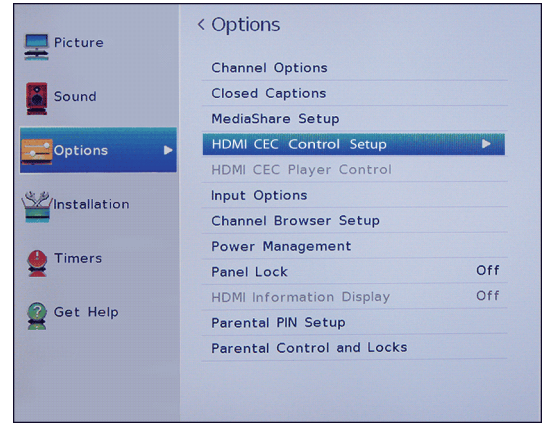 Picture
Sound
Options
Installation
Timers
Get Help
< Options
Channel Options
Closed Captions
MediaShare Setup
HDMI CEC Control Setup
HDMI CEC Player Control
Input Options
Channel Browser Setup
Power Management
Panel Lock Off
HDMI Information Display Off
Parental PIN Setup
Parental Control and Locks